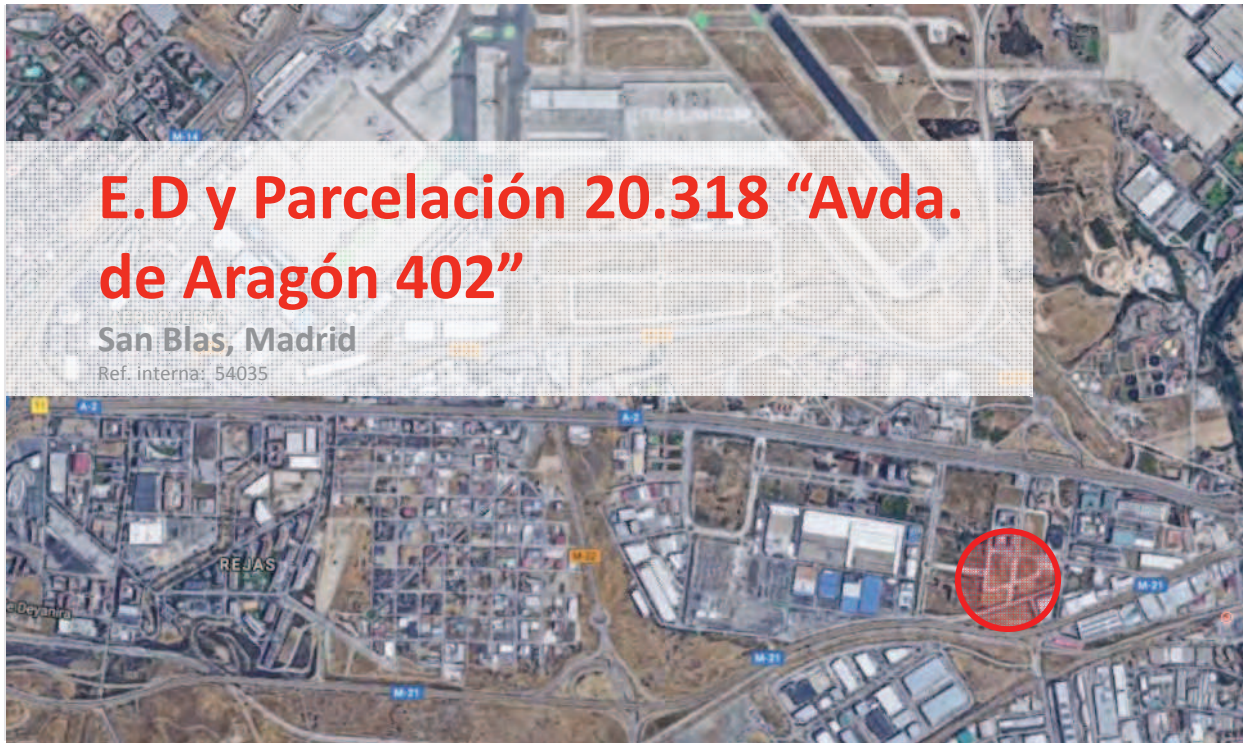 M-14
E.D y Parcelación 20.318 “Avda.
de Aragón 402”
San Blas, Madrid
Ref. interna: 54035
A-2
A-2
REJAS
M-22
e Deyanira
M-21
M-21
M-21